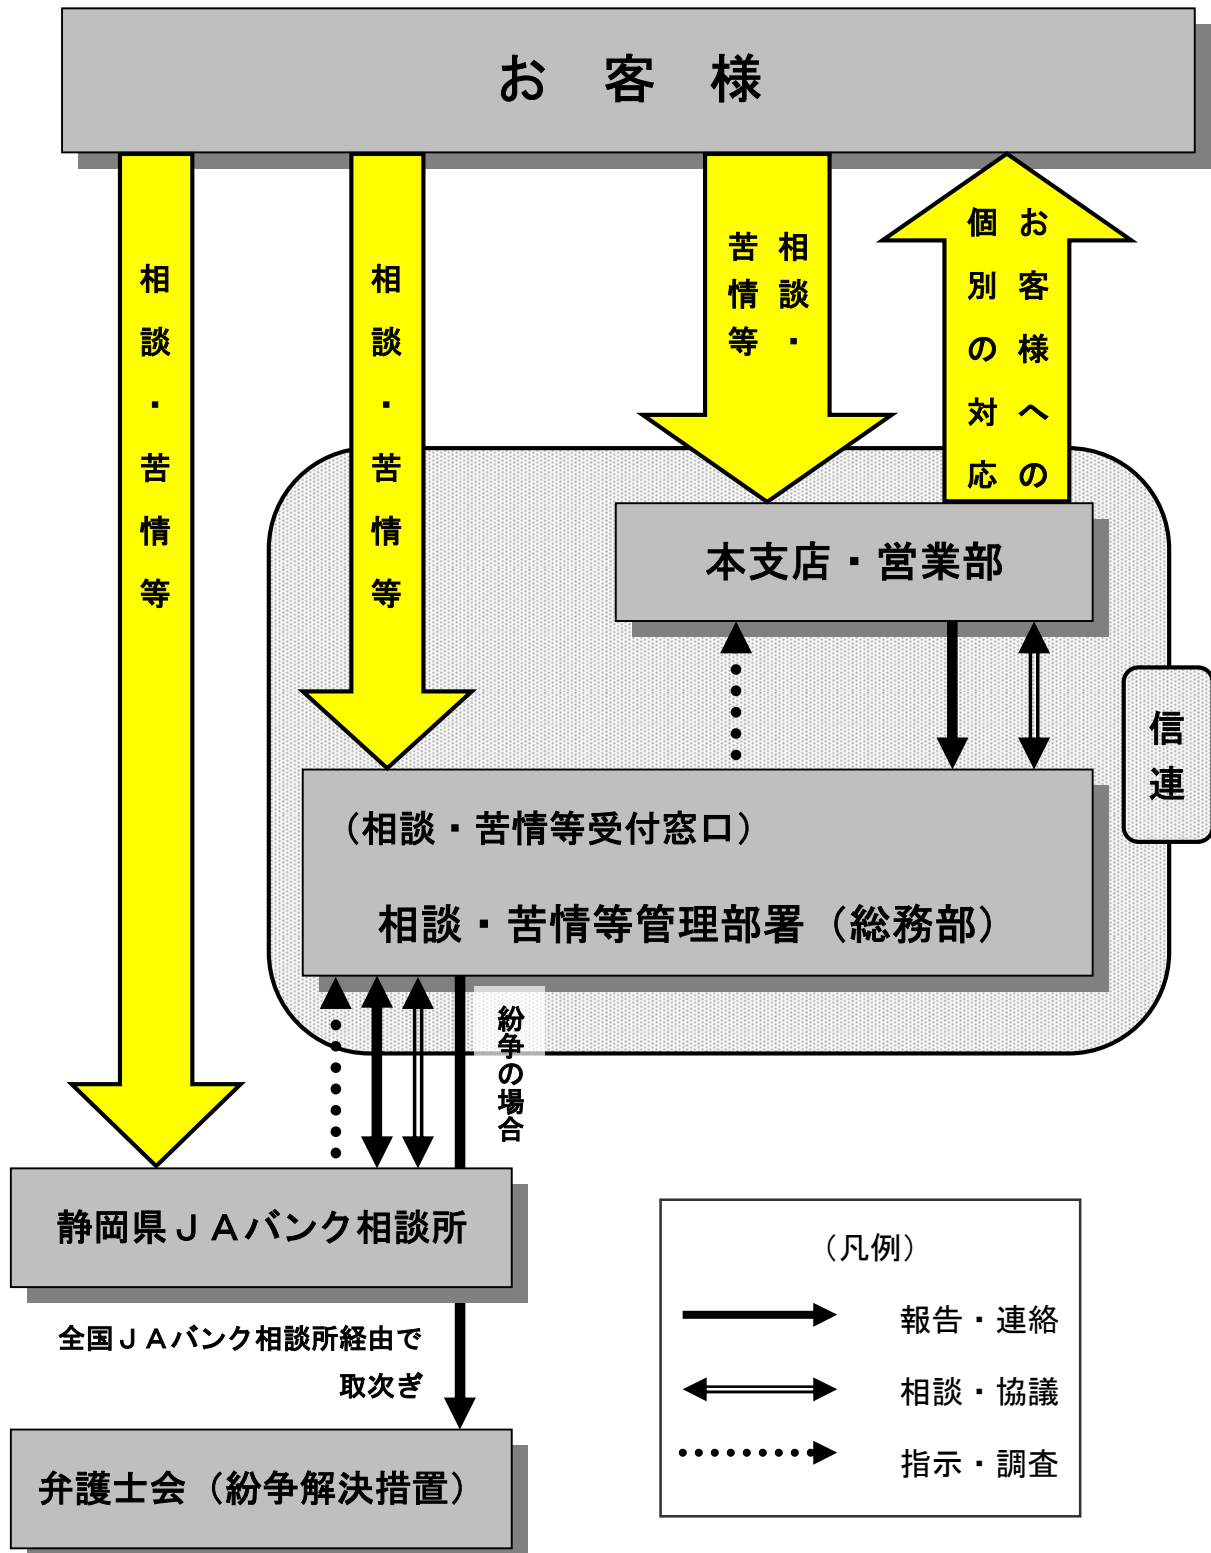 お　客　様
相談・苦情等
相談・苦情等
相談・
苦情等
お客様への
個別の対応
本支店・営業部
信連
（相談・苦情等受付窓口）
相談・苦情等管理部署（総務部）
紛争の場合
静岡県ＪＡバンク相談所
全国ＪＡバンク相談所経由で
取次ぎ
弁護士会（紛争解決措置）
（凡例）
報告・連絡
相談・協議
指示・調査